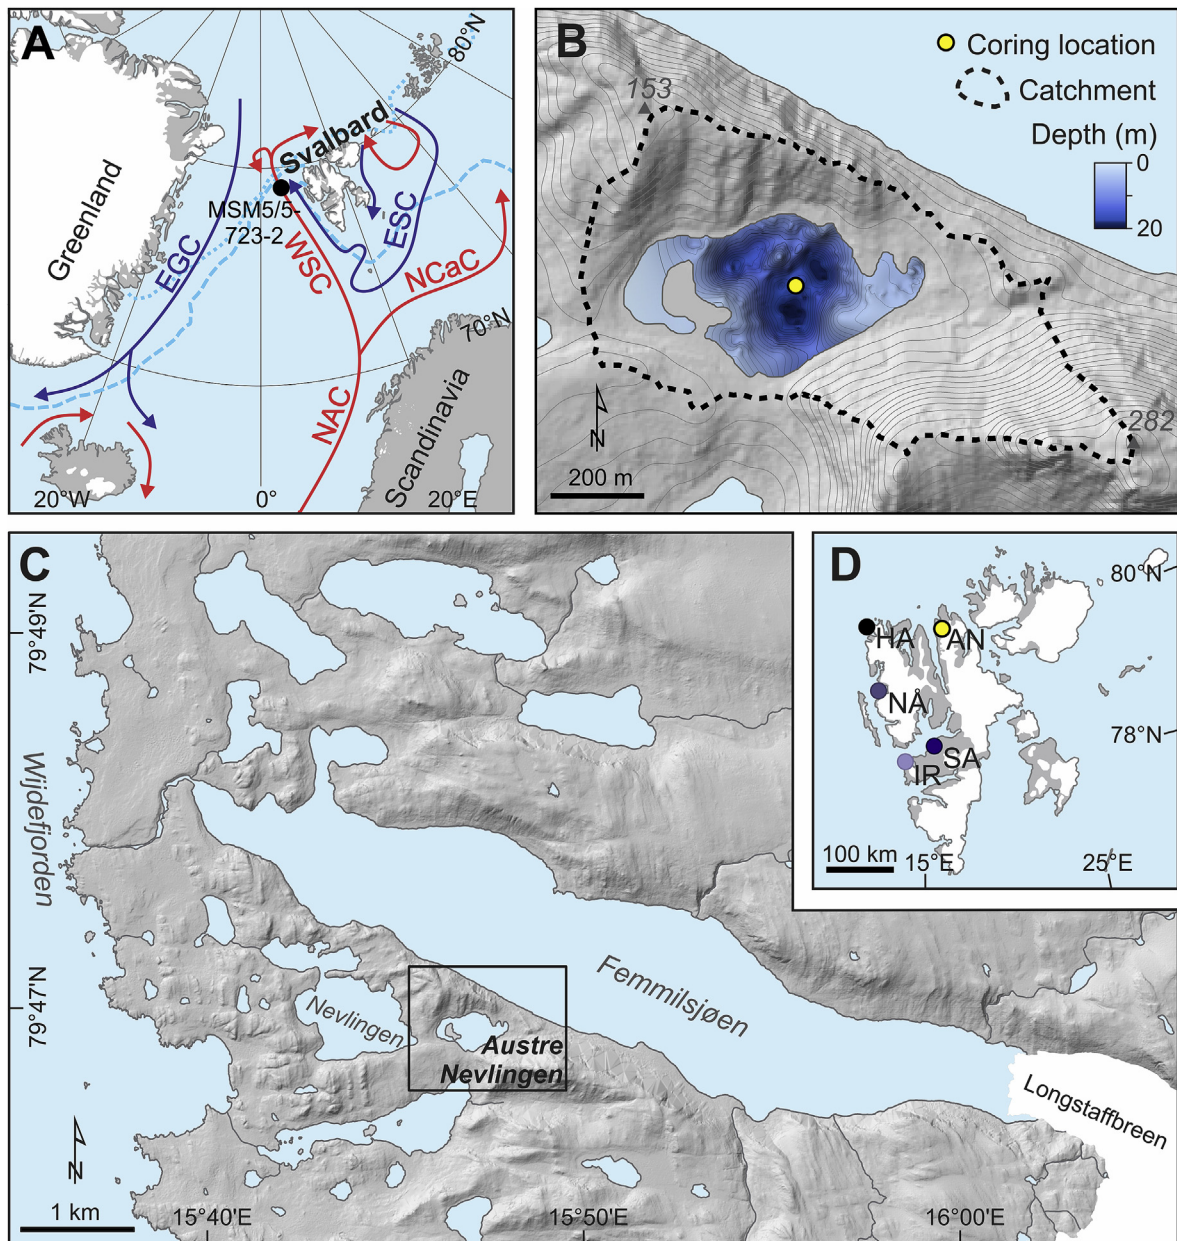 A
80°N
Svalbard
Greenland
MSM5/5-
723-2
EGC
WSC
ESC
NCaC
70°N
NAC
Scandinavia
20°W
0°
20°E
B
Coring location
153
Catchment
Depth (m)
0
20
282
N
200 m
C
79°49'N
Wijdefjorden
79°47'N
Nevlingen
Femmilsjøen
Austre
Nevlingen
Longstaffbreen
N
1 km
15°40'E
15°50'E
16°00'E
D
80°N
HA
AN
NÅ
78°N
SA
IR
100 km
15°E
25°E